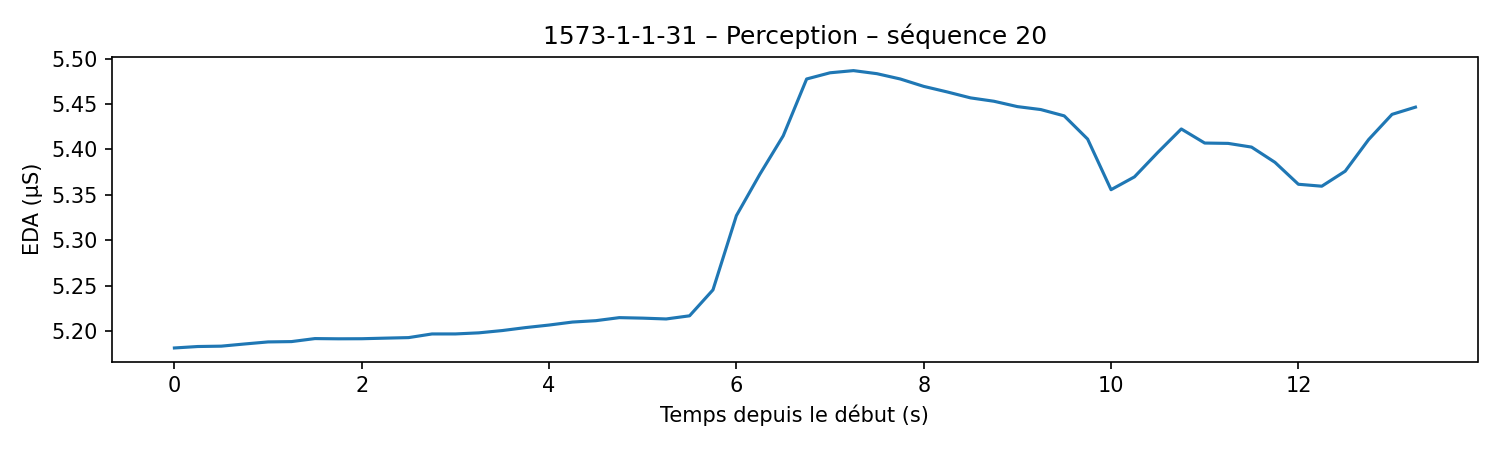 1573-1-1-31 – Perception – séquence 20
EDA (µS)
5.50
5.45
5.40
5.35
5.30
5.25
5.20
0 2 4 6 8 10 12
Temps depuis le début (s)